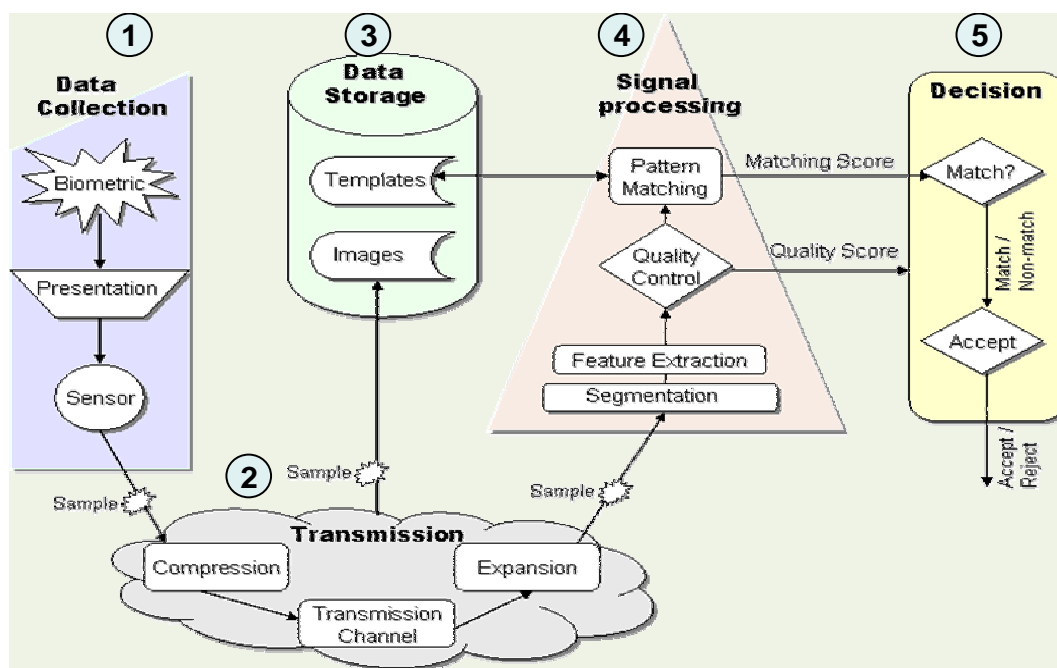 1
Data
Collection
Biometric
Presentation
Sensor
Sample
2
Transmission
Compression
Transmission
Channel
Expansion
Sample
Sample
3
Data
Storage
Templates
Images
4
Signal
processing
Pattern
Matching
Quality
Control
Feature Extraction
Segmentation
Matching Score
Quality Score
5
Decision
Match?
Match /
Non-match
Accept
Accept /
Reject